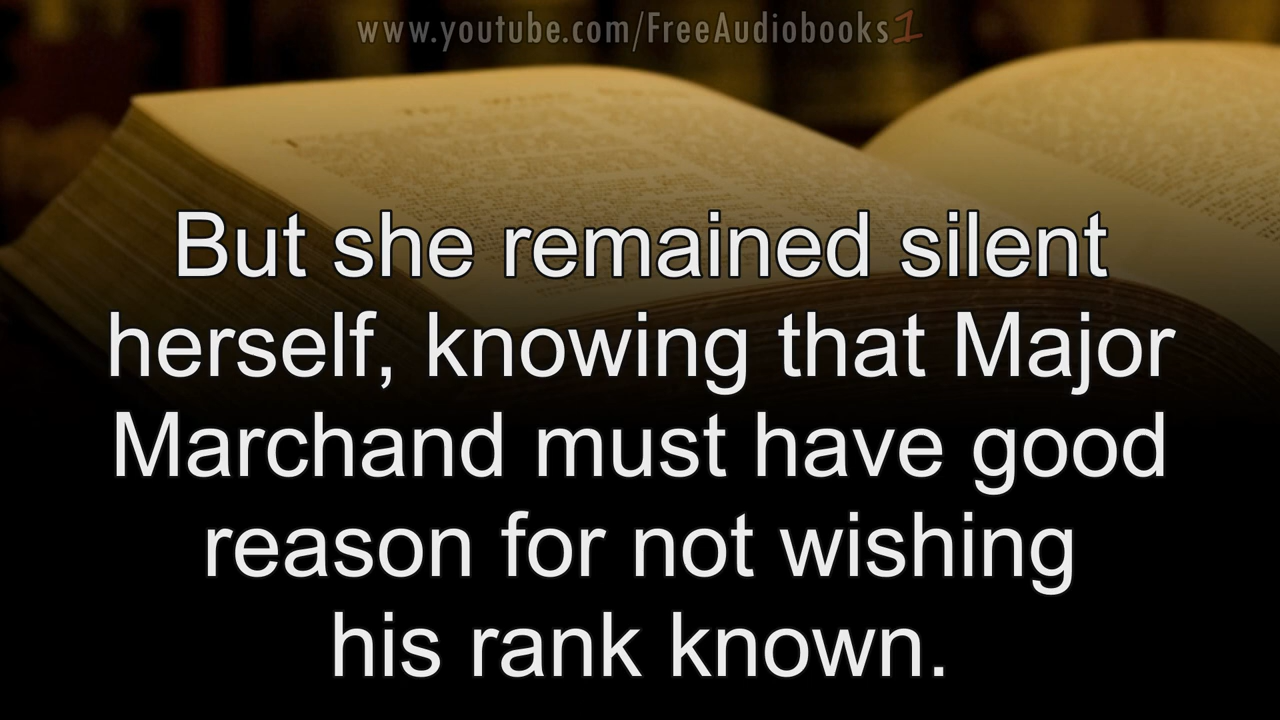 www.youtube.com/FreeAudiobooks1
But she remained silent
herself, knowing that Major
Marchand must have good
reason for not wishing
his rank known.